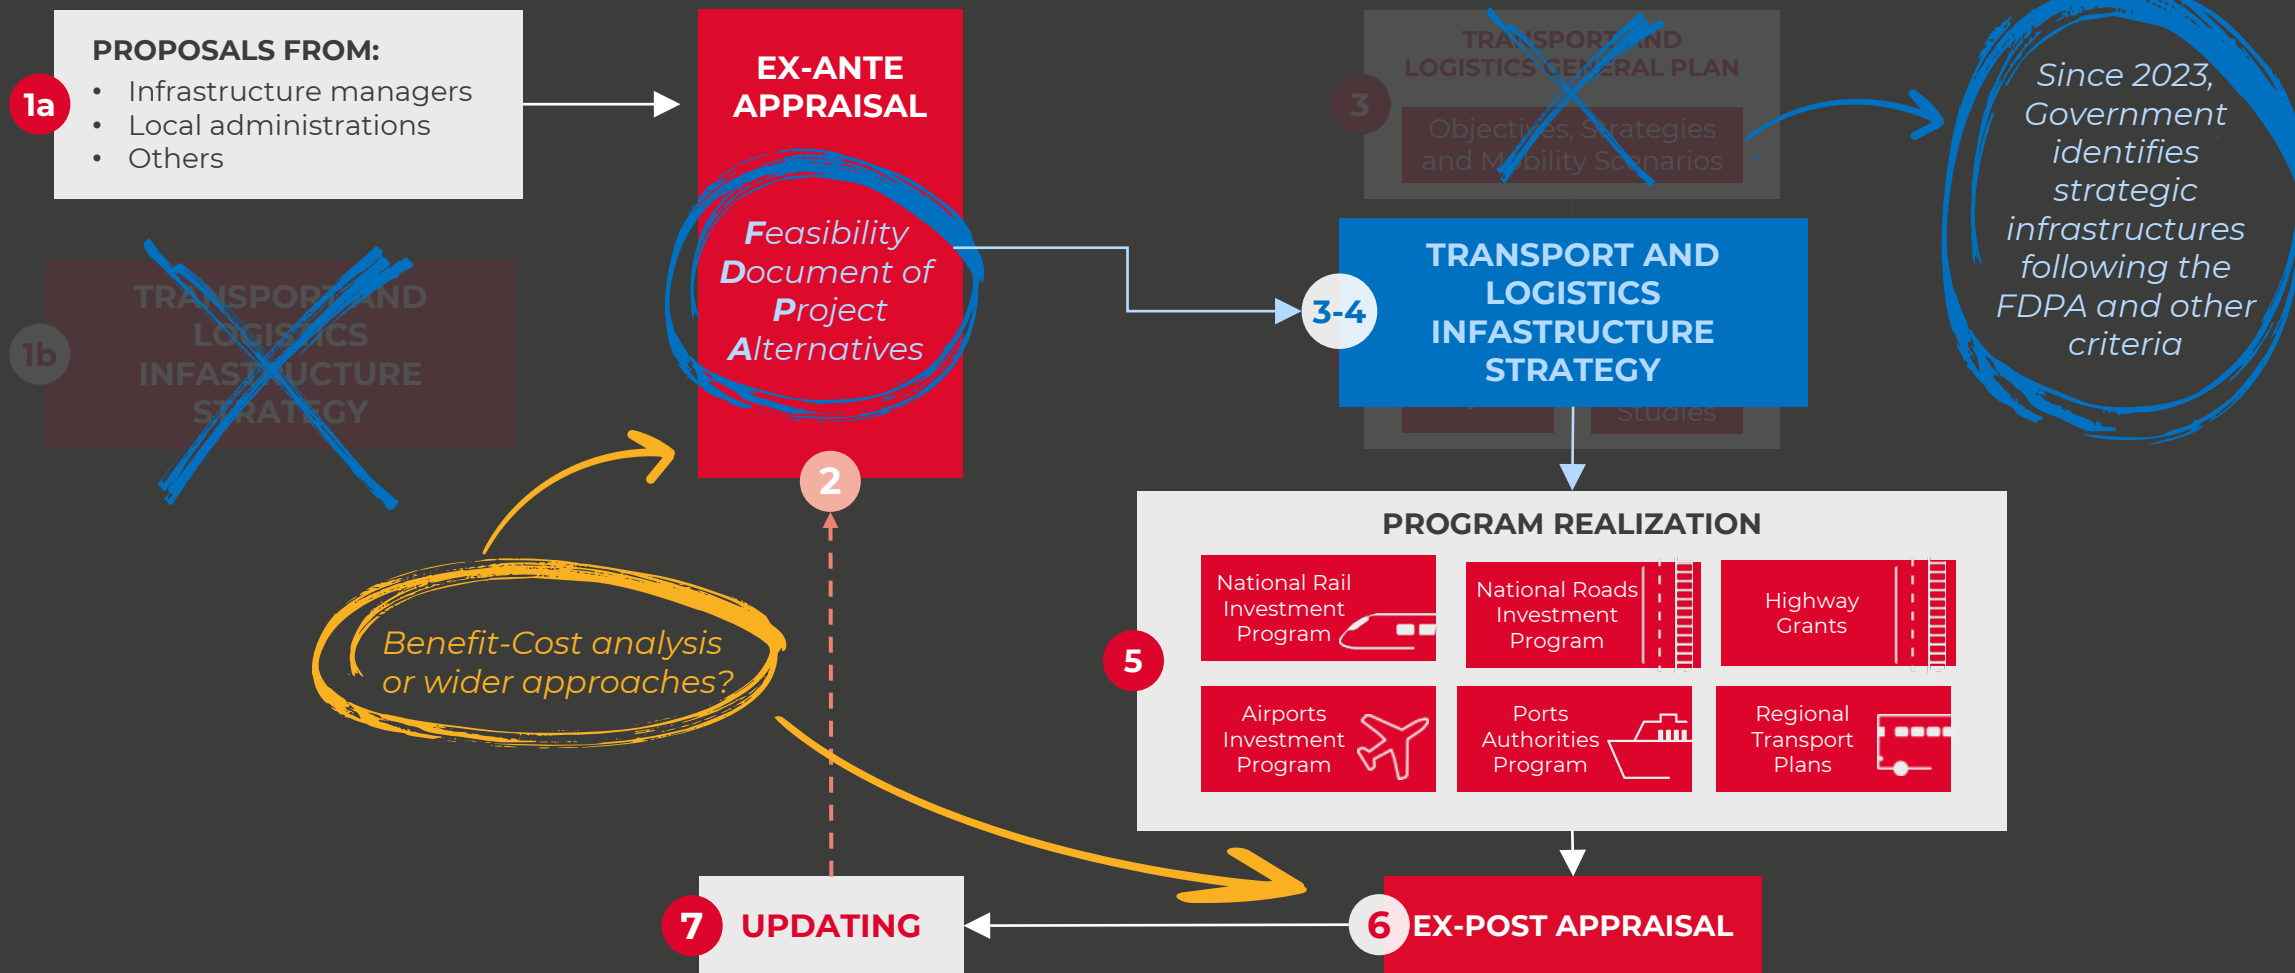 1a
PROPOSALS FROM:
• Infrastructure managers
• Local administrations
• Others
1b
TRANSPORT AND
LOGISTICS
INFASTRUCTURE
STRATEGY
EX-ANTE
APPRAISAL
Feasibility
Document of
Project
Alternatives
2
3
TRANSPORT AND
LOGISTICS GENERAL PLAN
Objectives, Strategies
and Mobility Scenarios
3-4
TRANSPORT AND
LOGISTICS
INFASTRUCTURE
STRATEGY
Studies
Since 2023,
Government
identifies
strategic
infrastructures
following the
FDPA and other
criteria
Benefit-Cost analysis
or wider approaches?
5
PROGRAM REALIZATION
National Rail
Investment
Program
National Roads
Investment
Program
Highway
Grants
Airports
Investment
Program
Ports
Authorities
Program
Regional
Transport
Plans
6
EX-POST APPRAISAL
7
UPDATING